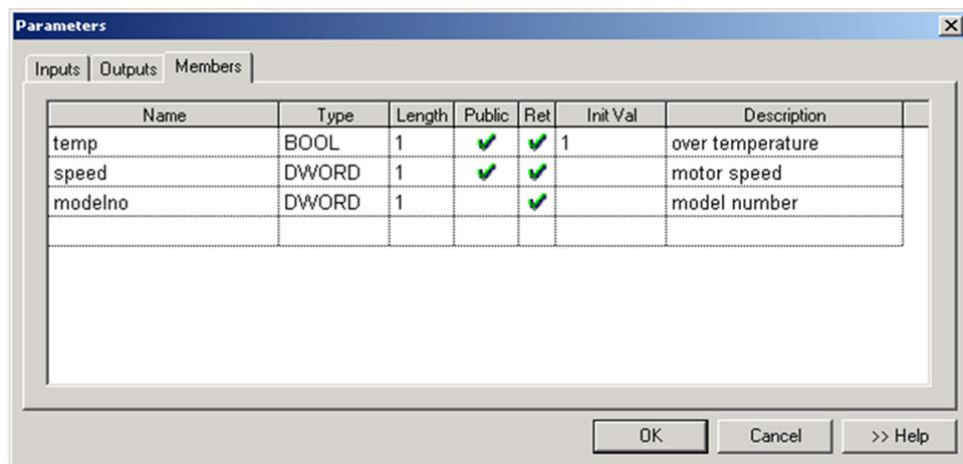 Parameters
Inputs Outputs Members
Name Type Length Public Ret Init Val Description
temp BOOL 1 1 over temperature
speed DWORD 1 motor speed
modelno DWORD 1 model number
OK Cancel >> Help